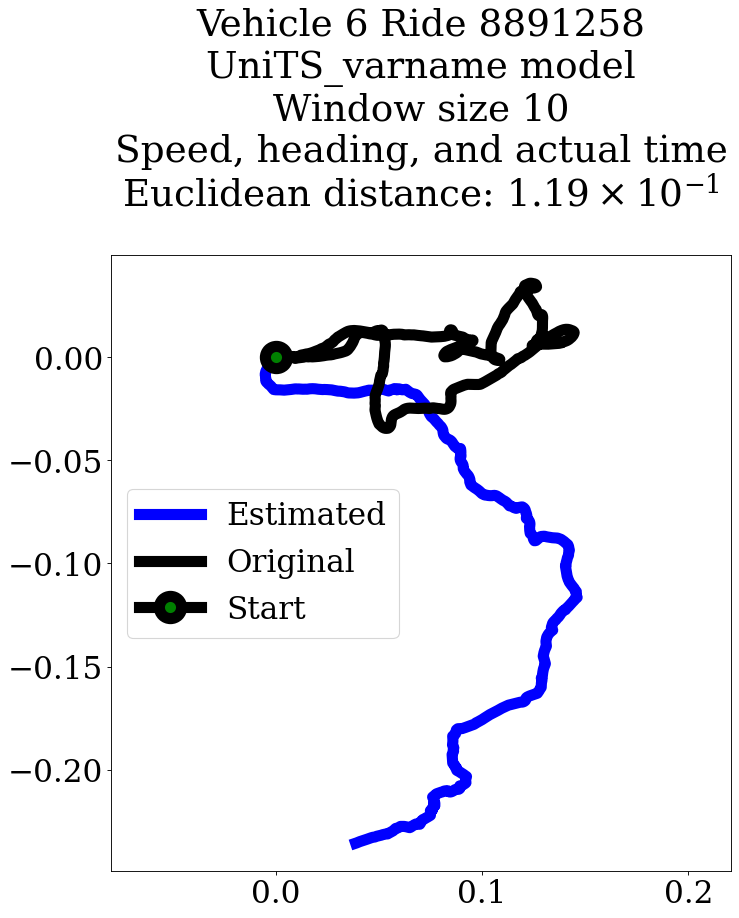 Vehicle 6 Ride 8891258
UniTS_varname model
Window size 10
Speed, heading, and actual time
Euclidean distance: 1.19 × 10⁻¹
0.00
−0.05
−0.10
−0.15
−0.20
Estimated
Original
Start
0.0 0.1 0.2